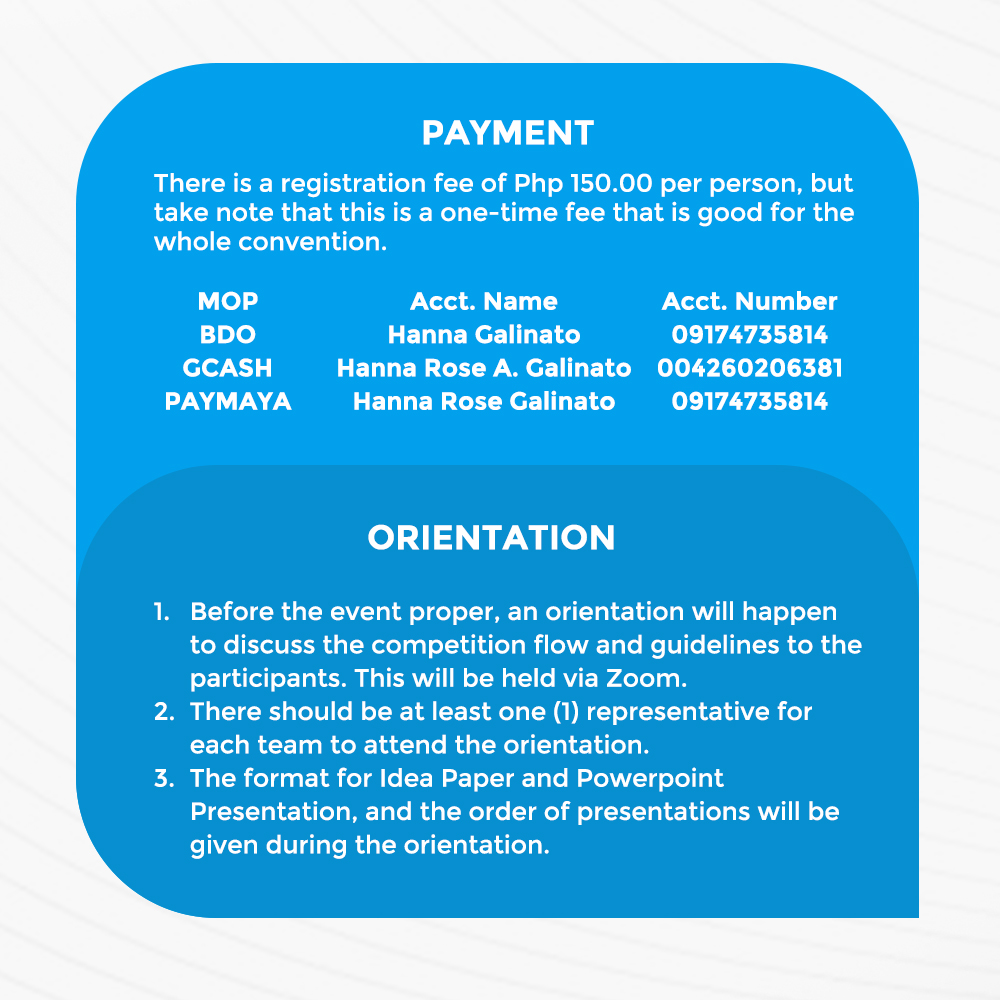 PAYMENT
There is a registration fee of Php 150.00 per person, but
take note that this is a one-time fee that is good for the
whole convention.
MOP Acct. Name Acct. Number
BDO Hanna Galinato 09174735814
GCASH Hanna Rose A. Galinato 004260206381
PAYMAYA Hanna Rose Galinato 09174735814
ORIENTATION
1. Before the event proper, an orientation will happen
to discuss the competition flow and guidelines to the
participants. This will be held via Zoom.
2. There should be at least one (1) representative for
each team to attend the orientation.
3. The format for Idea Paper and Powerpoint
Presentation, and the order of presentations will be
given during the orientation.